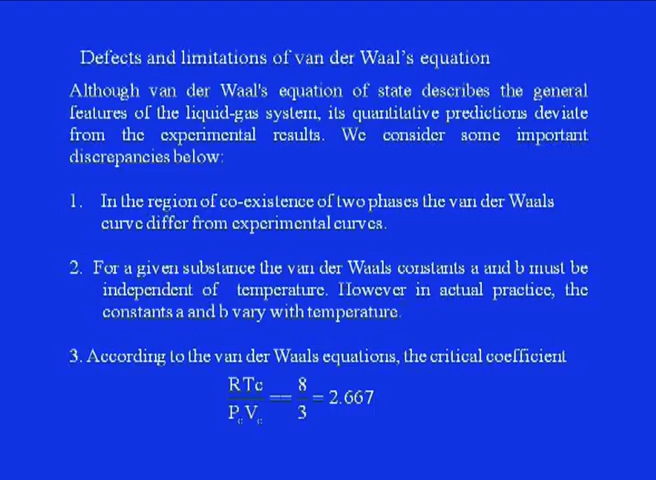 Defects and limitations of van der Waal's equation
Although van der Waal's equation of state describes the general
features of the liquid-gas system, its quantitative predictions deviate
from the experimental results. We consider some important
discrepancies below:
1. In the region of co-existence of two phases the van der Waals
curve differ from experimental curves.
2. For a given substance the van der Waals constants a and b must be
independent of temperature. However in actual practice, the
constants a and b vary with temperature.
3. According to the van der Waals equations, the critical coefficient
RTc / PcVc == 8 / 3 = 2.667